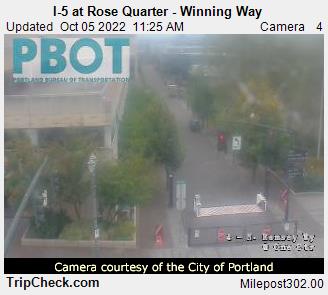 I-5 at Rose Quarter - Winning Way
Updated Oct 05 2022 11:25 AM Camera 4
PBOT
PORTLAND BUREAU OF TRANSPORTATION
Camera courtesy of the City of Portland
TripCheck.com Milepost302.00